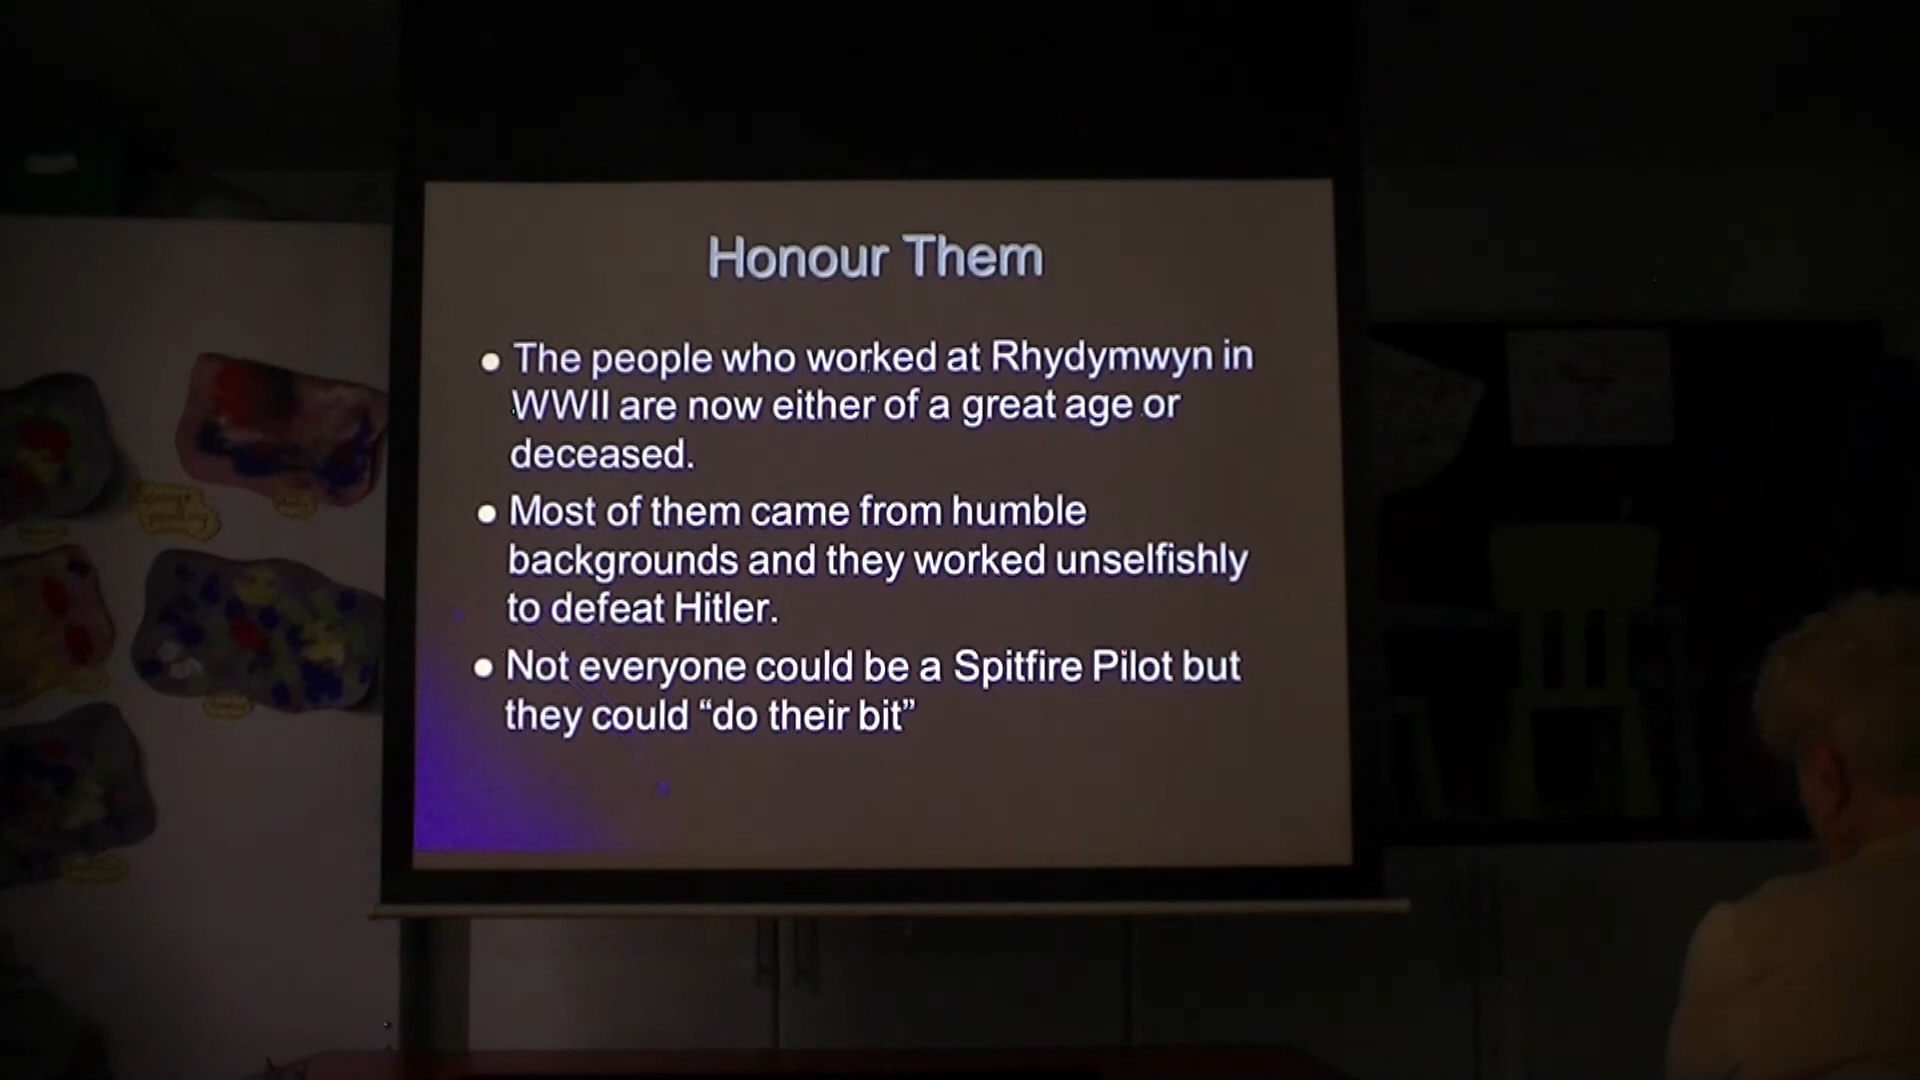 Honour Them
● The people who worked at Rhydymwyn in
WWII are now either of a great age or
deceased.
● Most of them came from humble
backgrounds and they worked unselfishly
to defeat Hitler.
● Not everyone could be a Spitfire Pilot but
they could “do their bit”